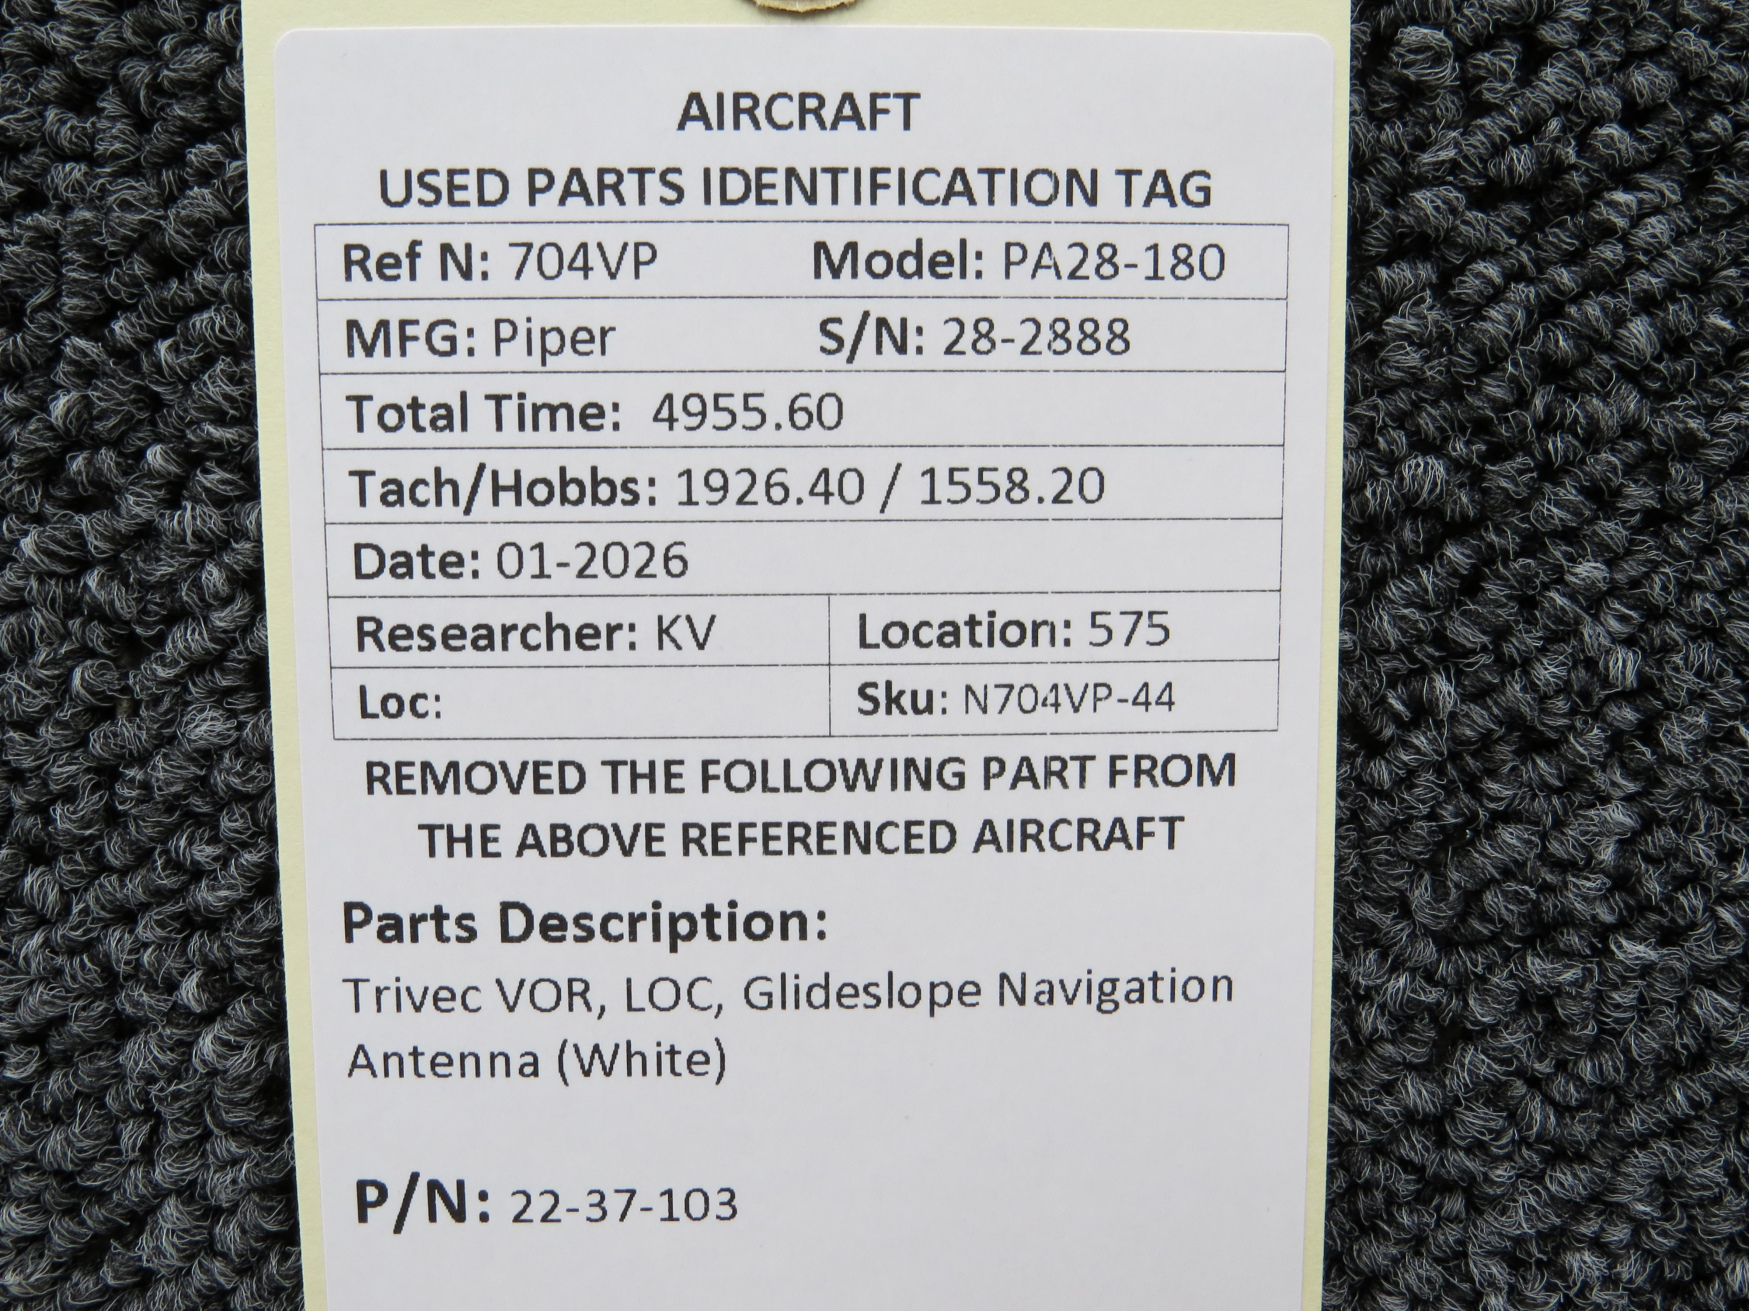 AIRCRAFT
USED PARTS IDENTIFICATION TAG
Ref N: 704VP Model: PA28-180
MFG: Piper S/N: 28-2888
Total Time: 4955.60
Tach/Hobbs: 1926.40 / 1558.20
Date: 01-2026
Researcher: KV Location: 575
Loc: Sku: N704VP-44
REMOVED THE FOLLOWING PART FROM
THE ABOVE REFERENCED AIRCRAFT
Parts Description:
Trivec VOR, LOC, Glideslope Navigation
Antenna (White)
P/N: 22-37-103